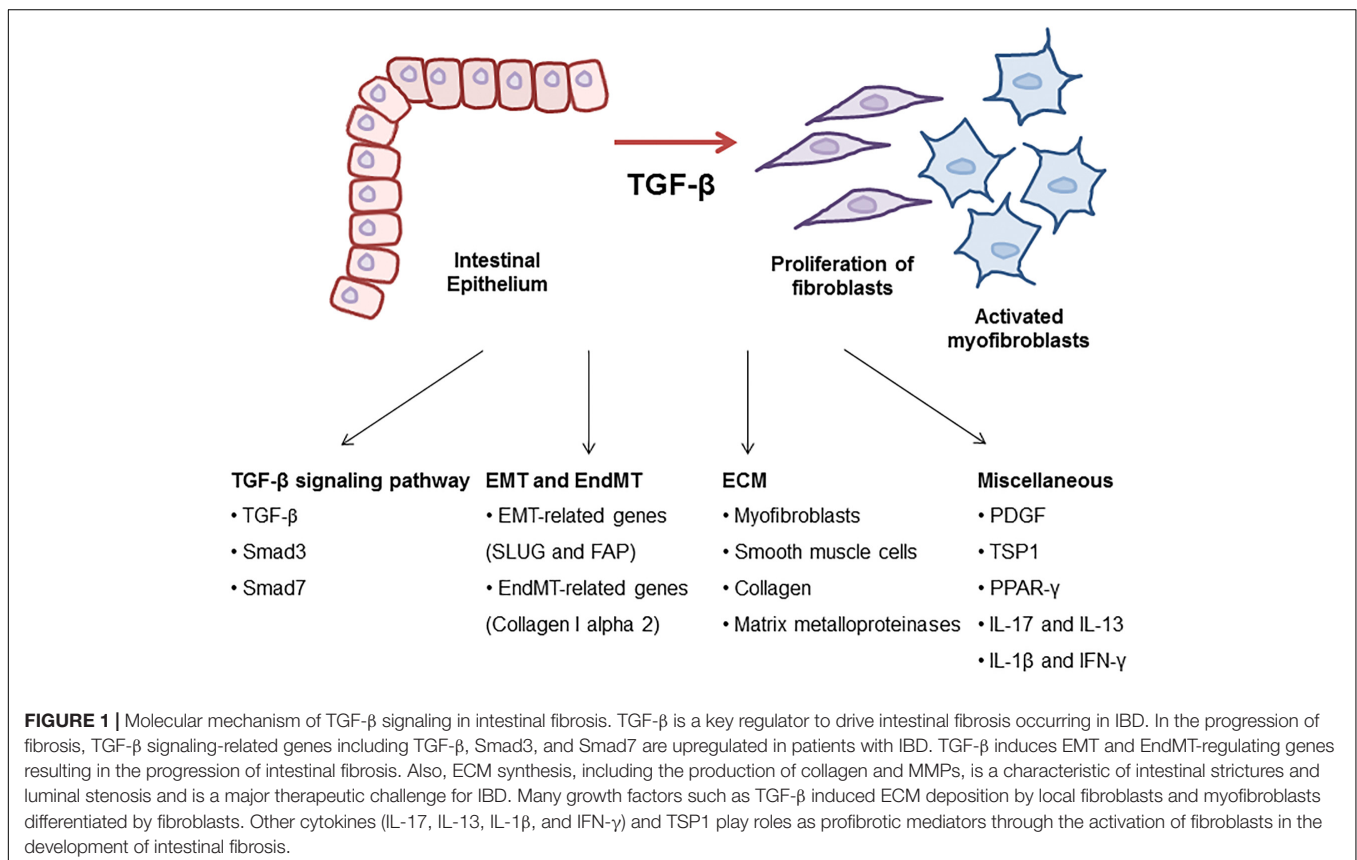 TGF-β
Intestinal
Epithelium
Proliferation of
fibroblasts
Activated
myofibroblasts
TGF-β signaling pathway
• TGF-β
• Smad3
• Smad7
EMT and EndMT
• EMT-related genes
(SLUG and FAP)
• EndMT-related genes
(Collagen I alpha 2)
ECM
• Myofibroblasts
• Smooth muscle cells
• Collagen
• Matrix metalloproteinases
Miscellaneous
• PDGF
• TSP1
• PPAR-γ
• IL-17 and IL-13
• IL-1β and IFN-γ
FIGURE 1 | Molecular mechanism of TGF-β signaling in intestinal fibrosis. TGF-β is a key regulator to drive intestinal fibrosis occurring in IBD. In the progression of
fibrosis, TGF-β signaling-related genes including TGF-β, Smad3, and Smad7 are upregulated in patients with IBD. TGF-β induces EMT and EndMT-regulating genes
resulting in the progression of intestinal fibrosis. Also, ECM synthesis, including the production of collagen and MMPs, is a characteristic of intestinal strictures and
luminal stenosis and is a major therapeutic challenge for IBD. Many growth factors such as TGF-β induced ECM deposition by local fibroblasts and myofibroblasts
differentiated by fibroblasts. Other cytokines (IL-17, IL-13, IL-1β, and IFN-γ) and TSP1 play roles as profibrotic mediators through the activation of fibroblasts in the
development of intestinal fibrosis.